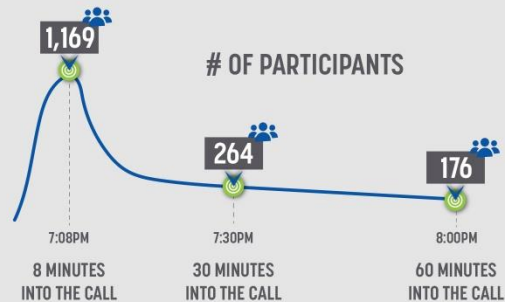 1,169
# OF PARTICIPANTS
264
176
7:08PM
7:30PM
8:00PM
8 MINUTES
INTO THE CALL
30 MINUTES
INTO THE CALL
60 MINUTES
INTO THE CALL